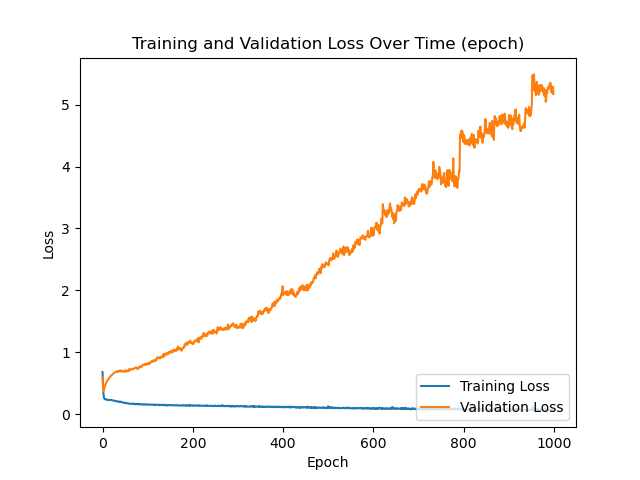 Training and Validation Loss Over Time (epoch)
Loss
5
4
3
2
1
0
Training Loss
Validation Loss
0 200 400 600 800 1000
Epoch